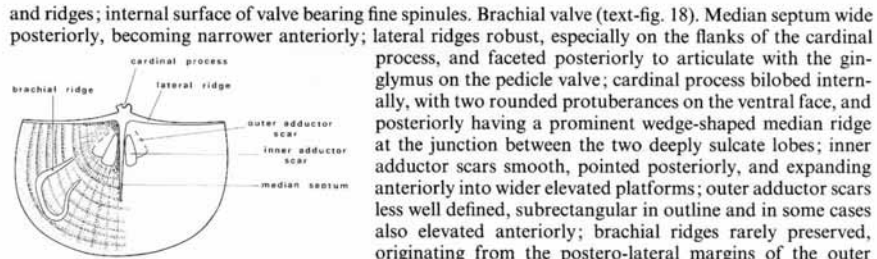 and ridges; internal surface of valve bearing fine spinules. Brachial valve (text-fig. 18). Median septum wide
posteriorly, becoming narrower anteriorly; lateral ridges robust, especially on the flanks of the cardinal
process, and faceted posteriorly to articulate with the gin-
glymus on the pedicle valve; cardinal process bilobed intern-
ally, with two rounded protuberances on the ventral face, and
posteriorly having a prominent wedge-shaped median ridge
at the junction between the two deeply sulcate lobes; inner
adductor scars smooth, pointed posteriorly, and expanding
anteriorly into wider elevated platforms; outer adductor scars
less well defined, subrectangular in outline and in some cases
also elevated anteriorly; brachial ridges rarely preserved,
originating from the postero-lateral margins of the outer
cardinal process
brachial ridge
lateral ridge
outer adductor
scar
inner adductor
scar
median septum